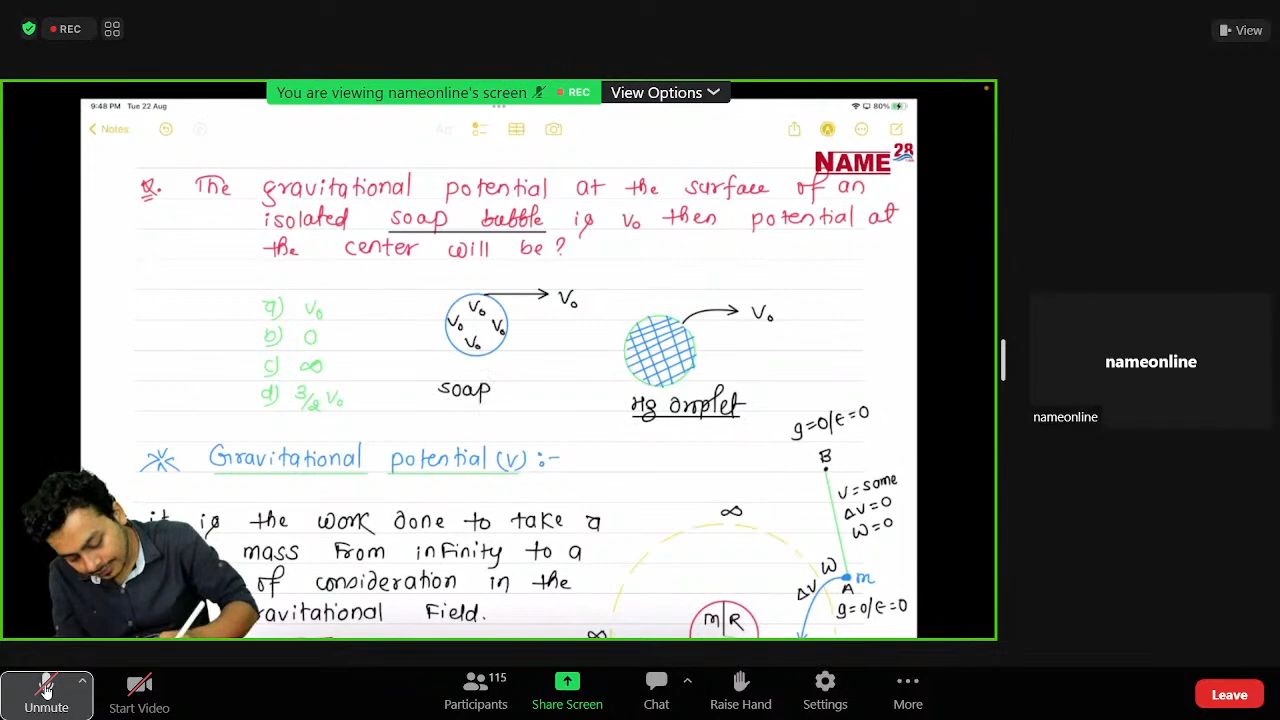 REC
View
You are viewing nameonline's screen
REC
View Options
9:48 PM Tue 22 Aug
80%
Notes
Aa
NAME 28
Q. The gravitational potential at the surface of an
isolated soap bubble is V₀ then potential at
the center will be?
a) V₀
b) 0
c) ∞
d) 3/2 V₀
V₀
V₀ V₀
V₀
V₀
soap
V₀
Hg Droplet
Gravitational potential (V) :-
it is the work done to take a
mass from infinity to a
of consideration in the
ravitational Field.
g=0/E=0
B
V=some
ΔV=0
W=0
∞
W
ΔV
m
A
g=0/E=0
M|R
∞
nameonline
nameonline
Unmute
Start Video
115
Participants
Share Screen
Chat
Raise Hand
Settings
More
Leave